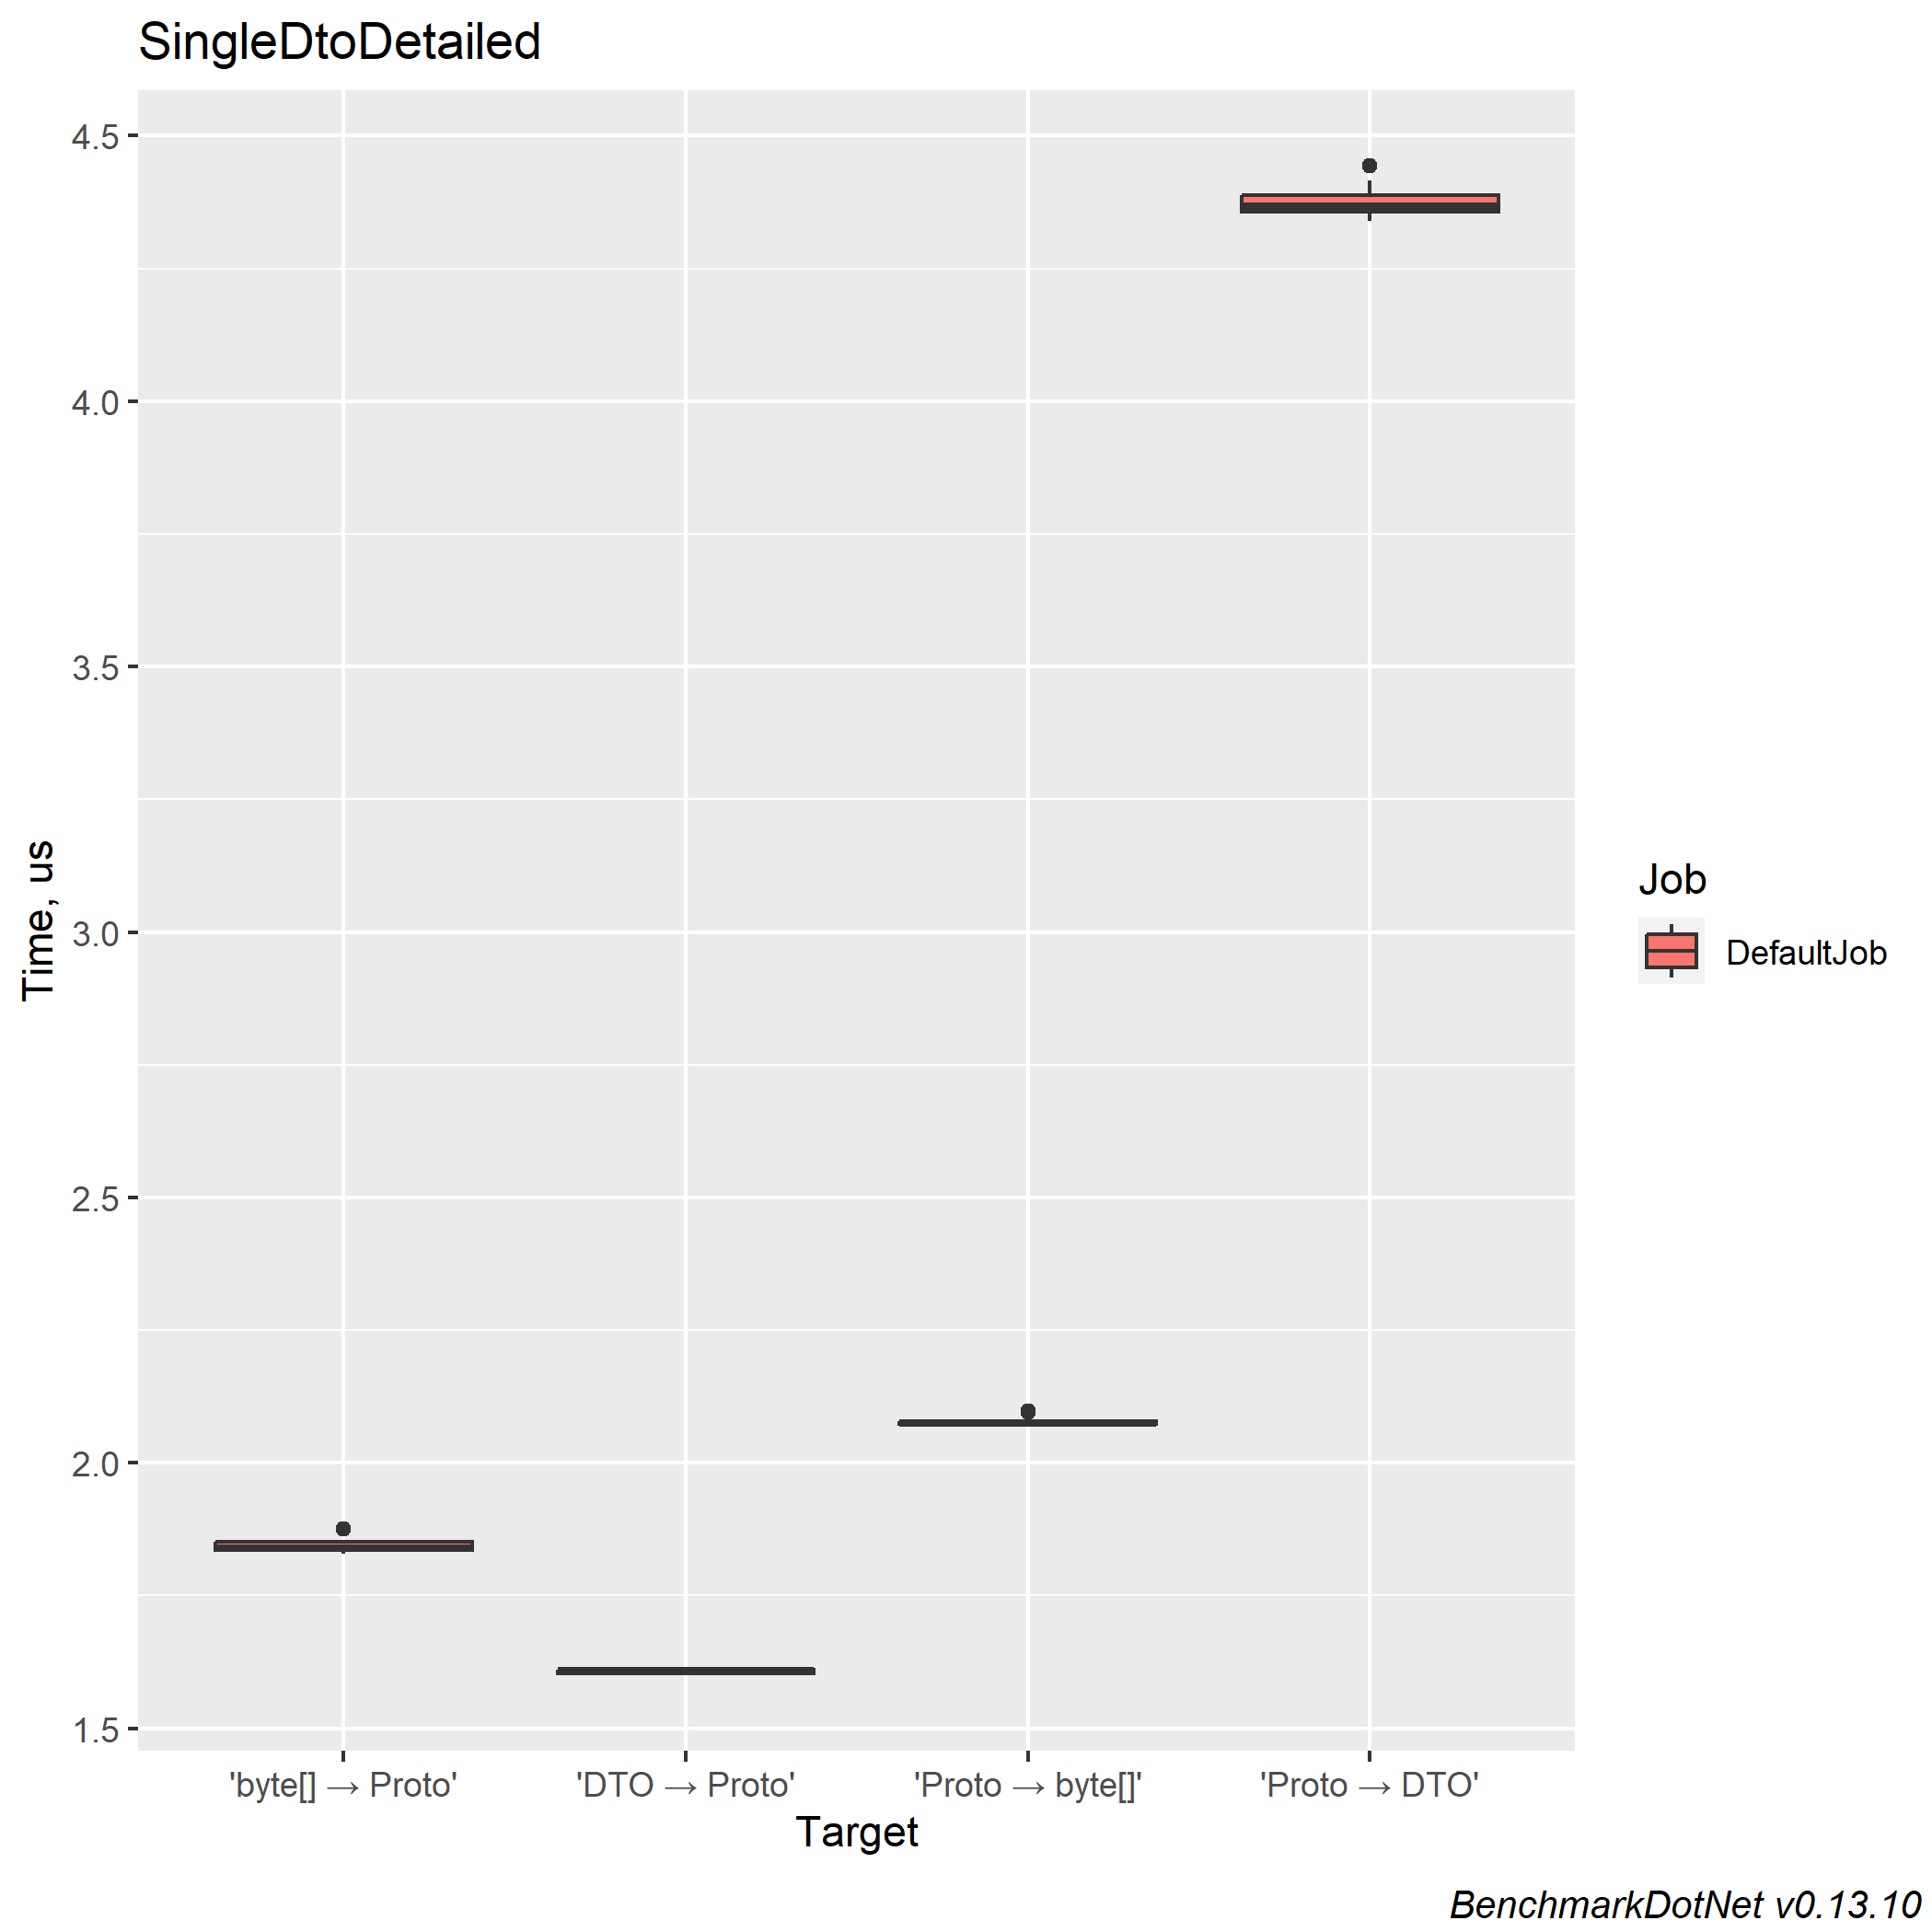 SingleDtoDetailed
4.5
4.0
3.5
3.0
2.5
2.0
1.5
Time, us
'byte[] → Proto'
'DTO → Proto'
'Proto → byte[]'
'Proto → DTO'
Target
Job
DefaultJob
BenchmarkDotNet v0.13.10